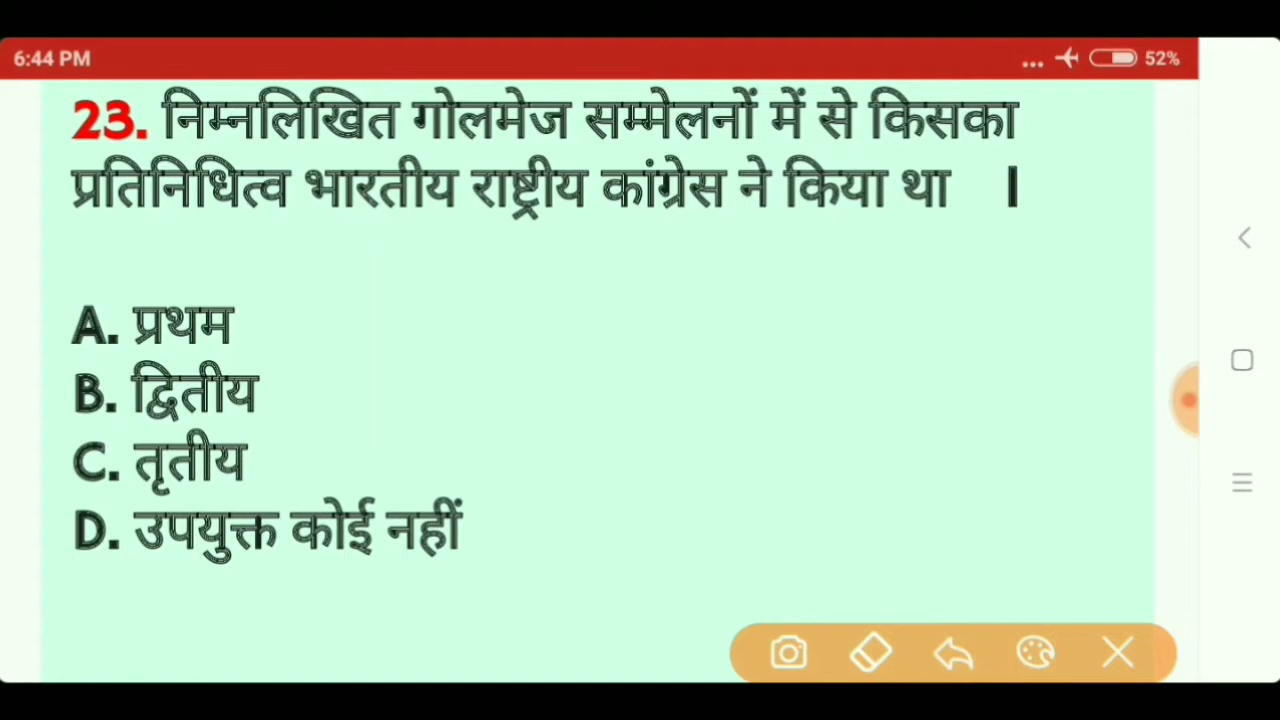 6:44 PM
... 52%
23. निम्नलिखित गोलमेज सम्मेलनों में से किसका
प्रतिनिधित्व भारतीय राष्ट्रीय कांग्रेस ने किया था ।
A. प्रथम
B. द्वितीय
C. तृतीय
D. उपयुक्त कोई नहीं